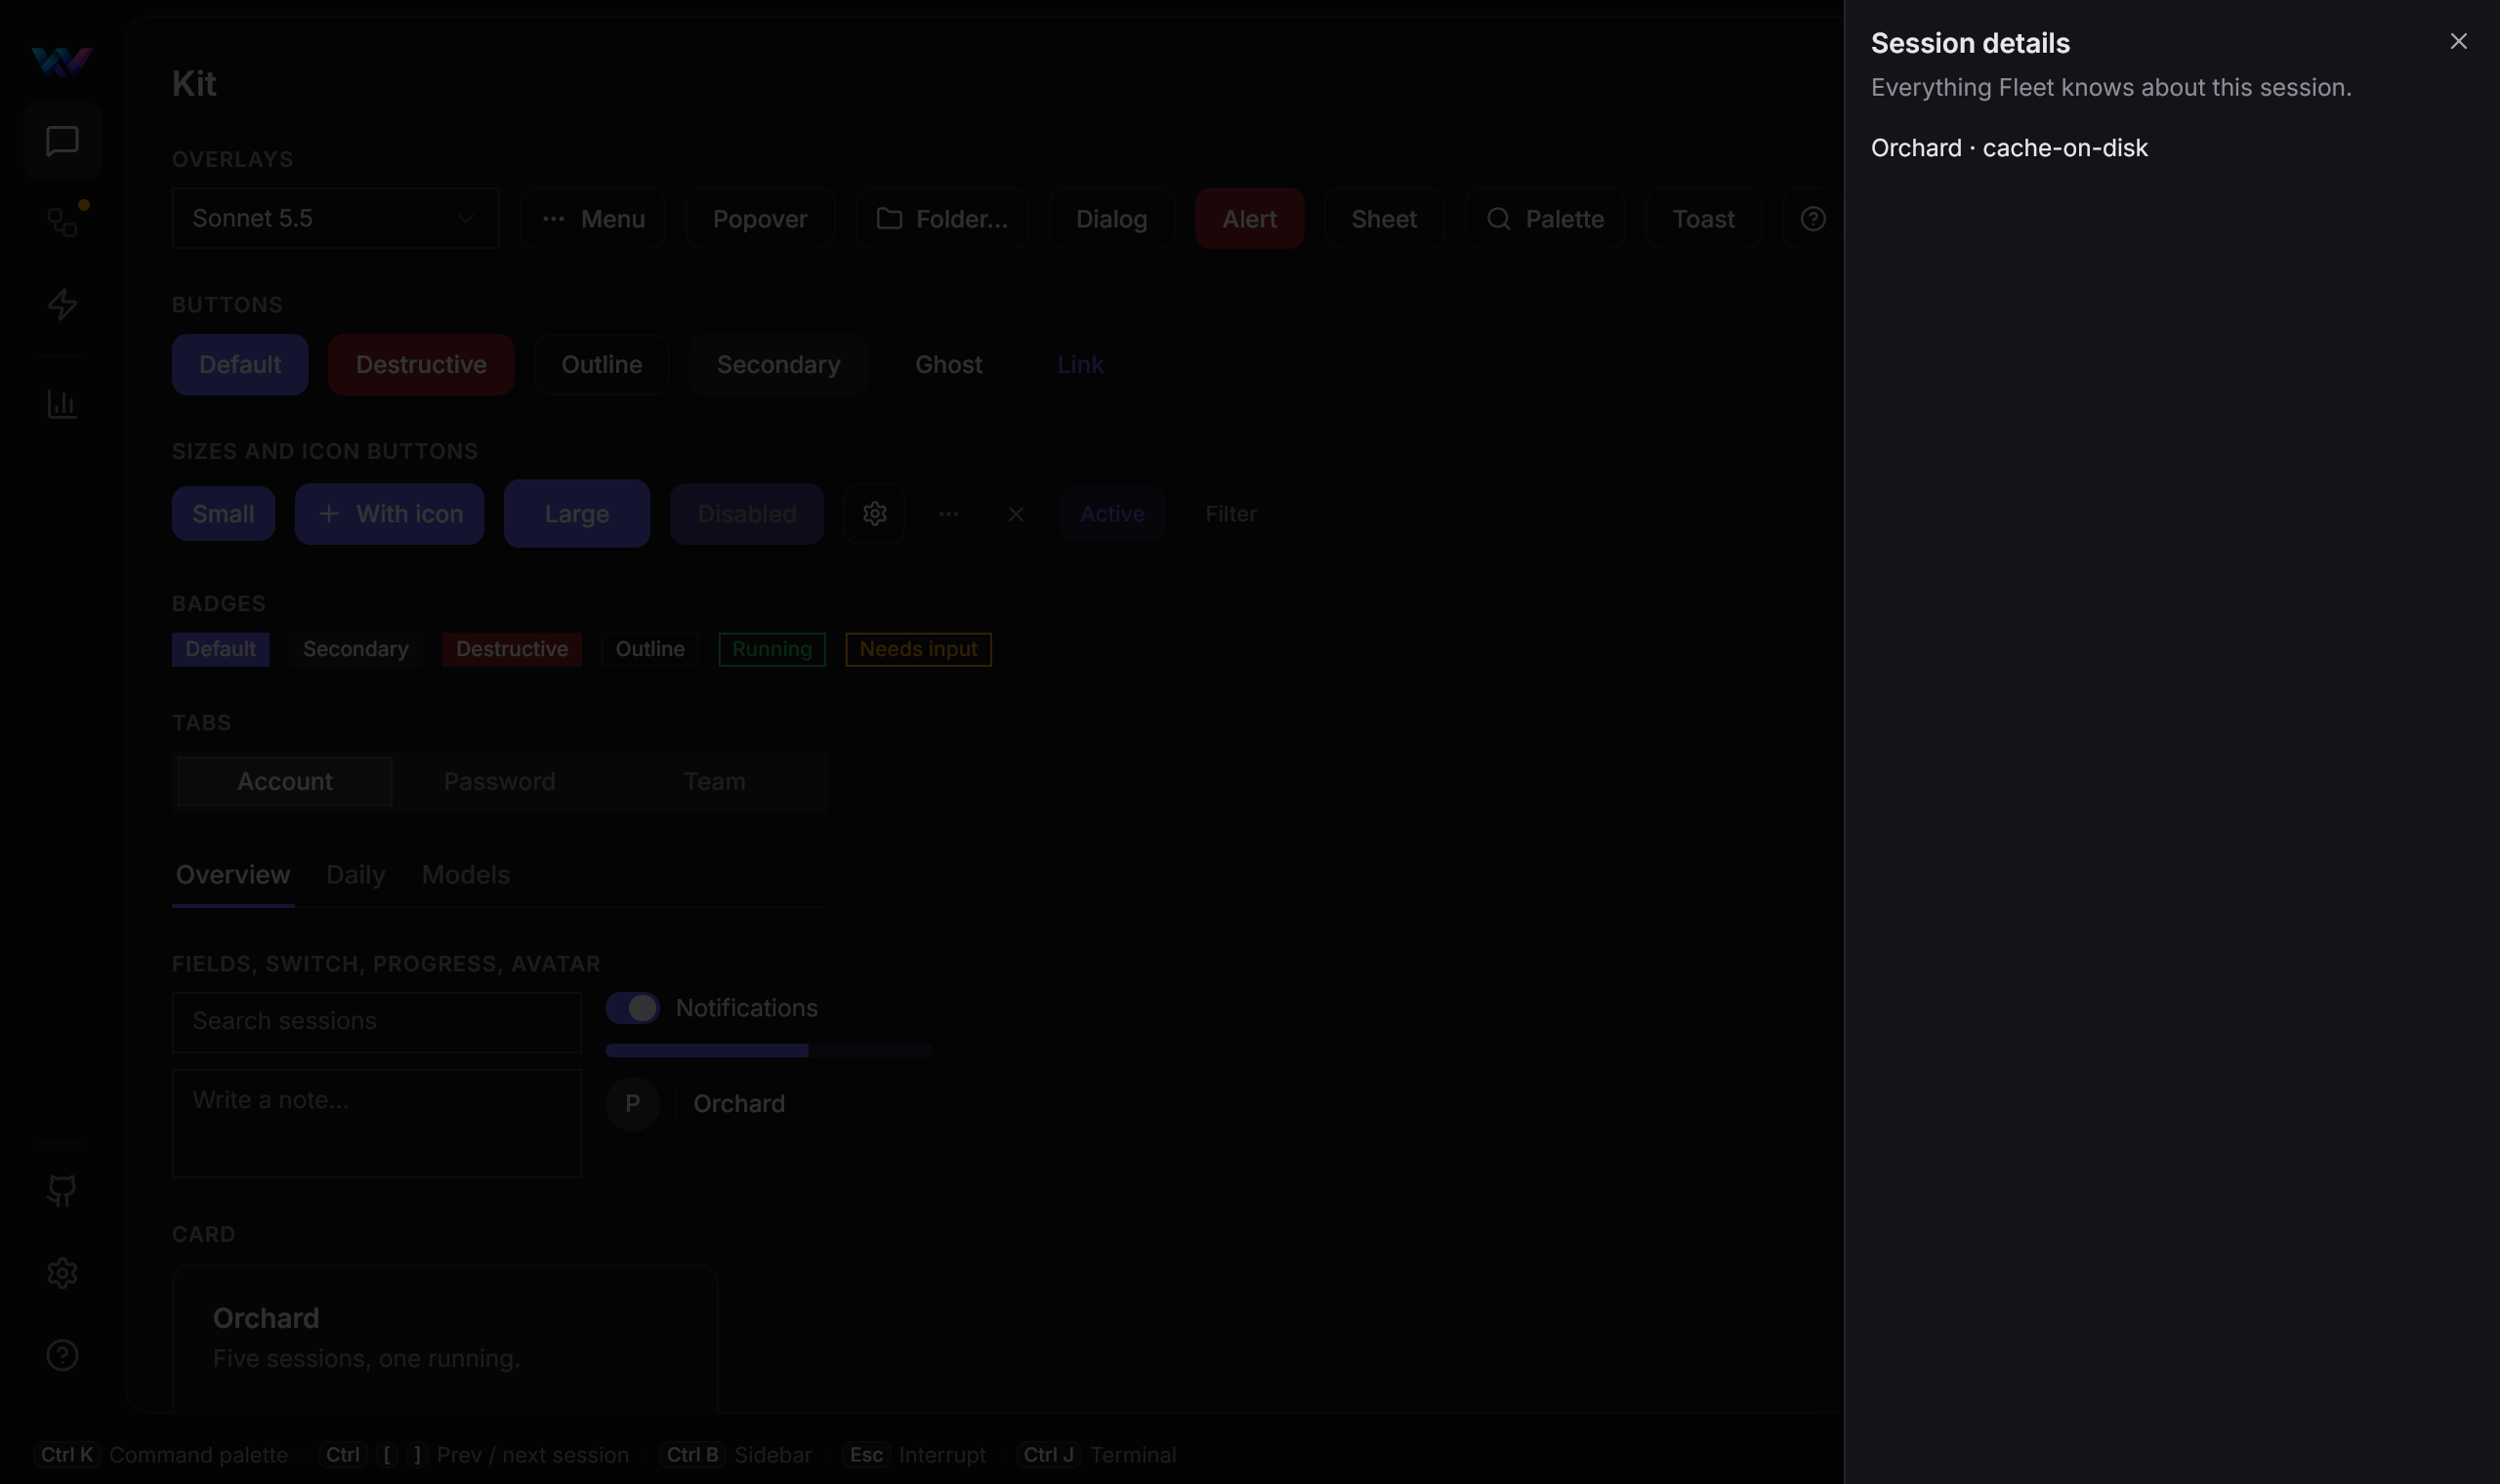 Kit
OVERLAYS
Sonnet 5.5
Menu
Popover
Folder...
Dialog
Alert
Sheet
Palette
Toast
BUTTONS
Default
Destructive
Outline
Secondary
Ghost
Link
SIZES AND ICON BUTTONS
Small
With icon
Large
Disabled
Active
Filter
BADGES
Default
Secondary
Destructive
Outline
Running
Needs input
TABS
Account
Password
Team
Overview
Daily
Models
FIELDS, SWITCH, PROGRESS, AVATAR
Search sessions
Notifications
Write a note...
P
Orchard
CARD
Orchard
Five sessions, one running.
Ctrl K Command palette
Ctrl [ ] Prev / next session
Ctrl B Sidebar
Esc Interrupt
Ctrl J Terminal
Session details
Everything Fleet knows about this session.
Orchard · cache-on-disk